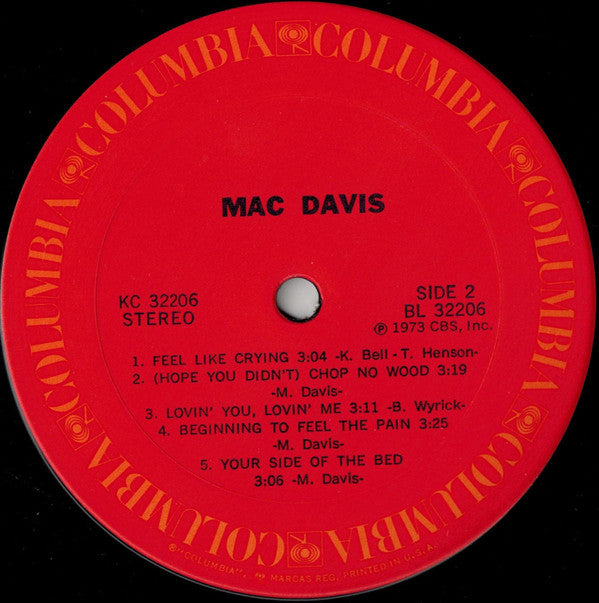 COLUMBIA COLUMBIA COLUMBIA COLUMBIA COLUMBIA COLUMBIA
MAC DAVIS
KC 32206
STEREO
SIDE 2
BL 32206
℗ 1973 CBS, Inc.
1. FEEL LIKE CRYING 3:04 -K. Bell - T. Henson-
2. (HOPE YOU DIDN'T) CHOP NO WOOD 3:19
-M. Davis-
3. LOVIN' YOU, LOVIN' ME 3:11 -B. Wyrick-
4. BEGINNING TO FEEL THE PAIN 3:25
-M. Davis-
5. YOUR SIDE OF THE BED
3:06 -M. Davis-
®"COLUMBIA", MARCAS REG. PRINTED IN U.S.A.